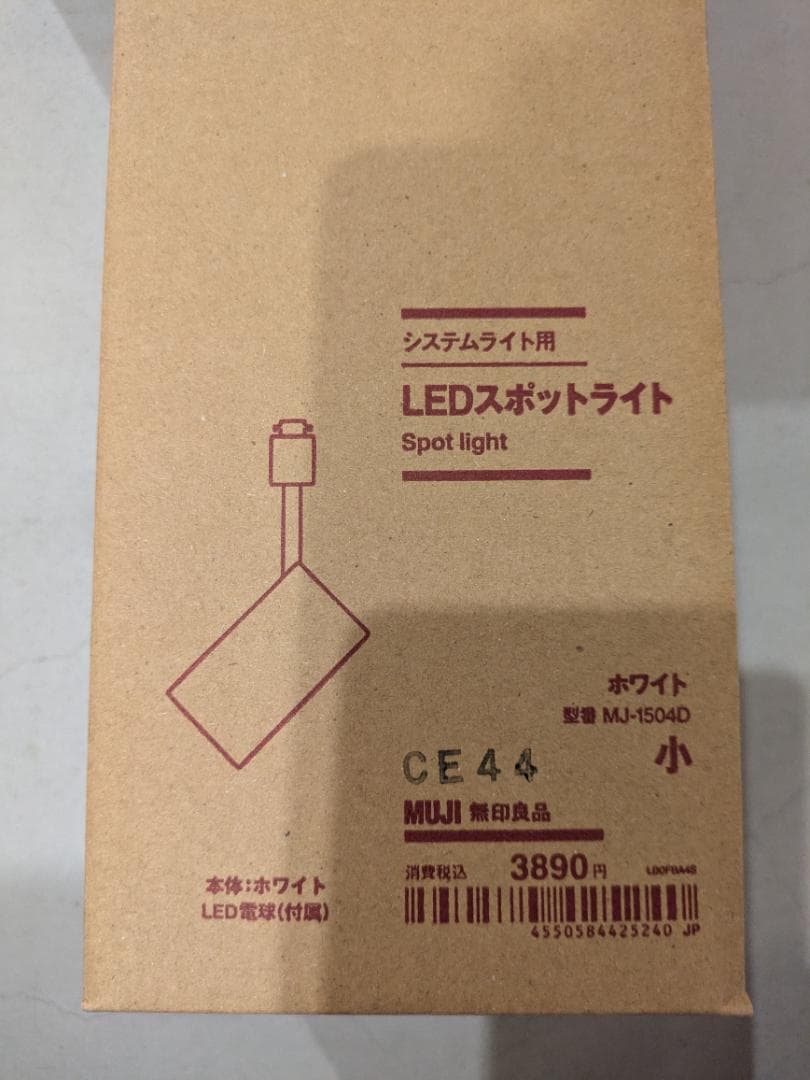 システムライト用
LEDスポットライト
Spot light
ホワイト
型番 MJ-1504D
小
CE44
MUJI 無印良品
消費税込 3890円
本体:ホワイト
LED電球(付属)
4550584425240 JP